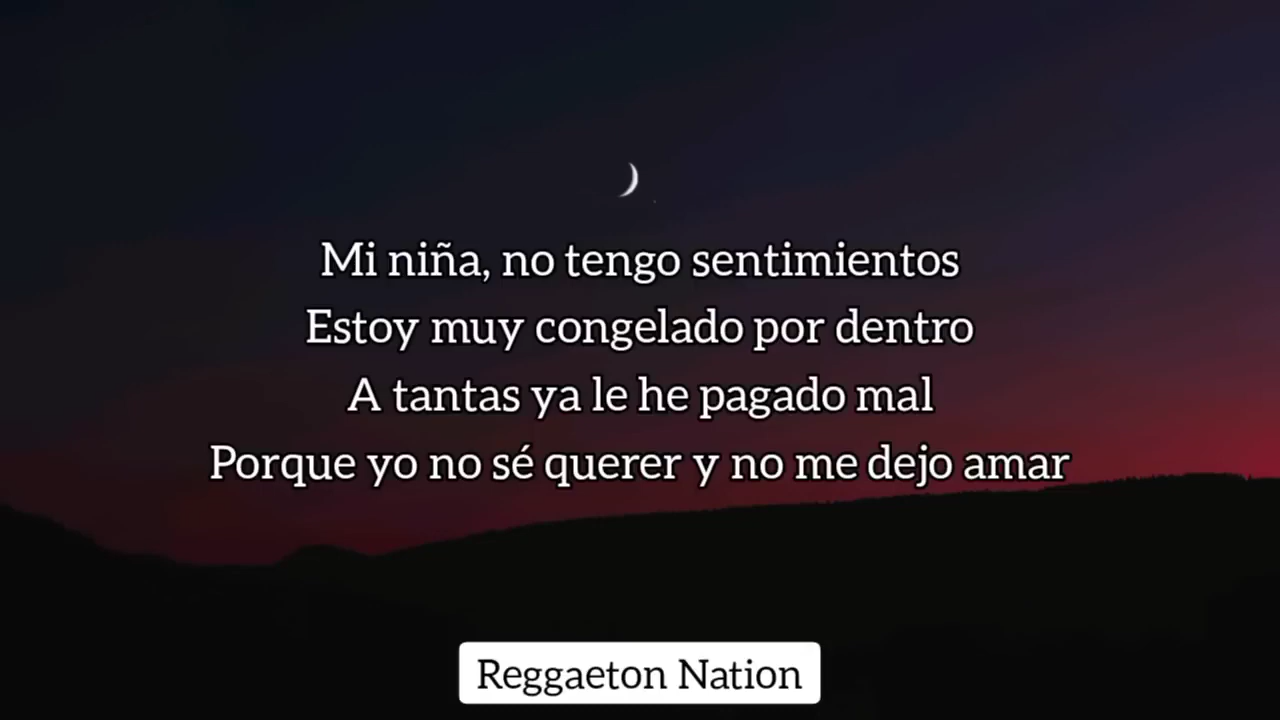 Mi niña, no tengo sentimientos
Estoy muy congelado por dentro
A tantas ya le he pagado mal
Porque yo no sé querer y no me dejo amar
Reggaeton Nation